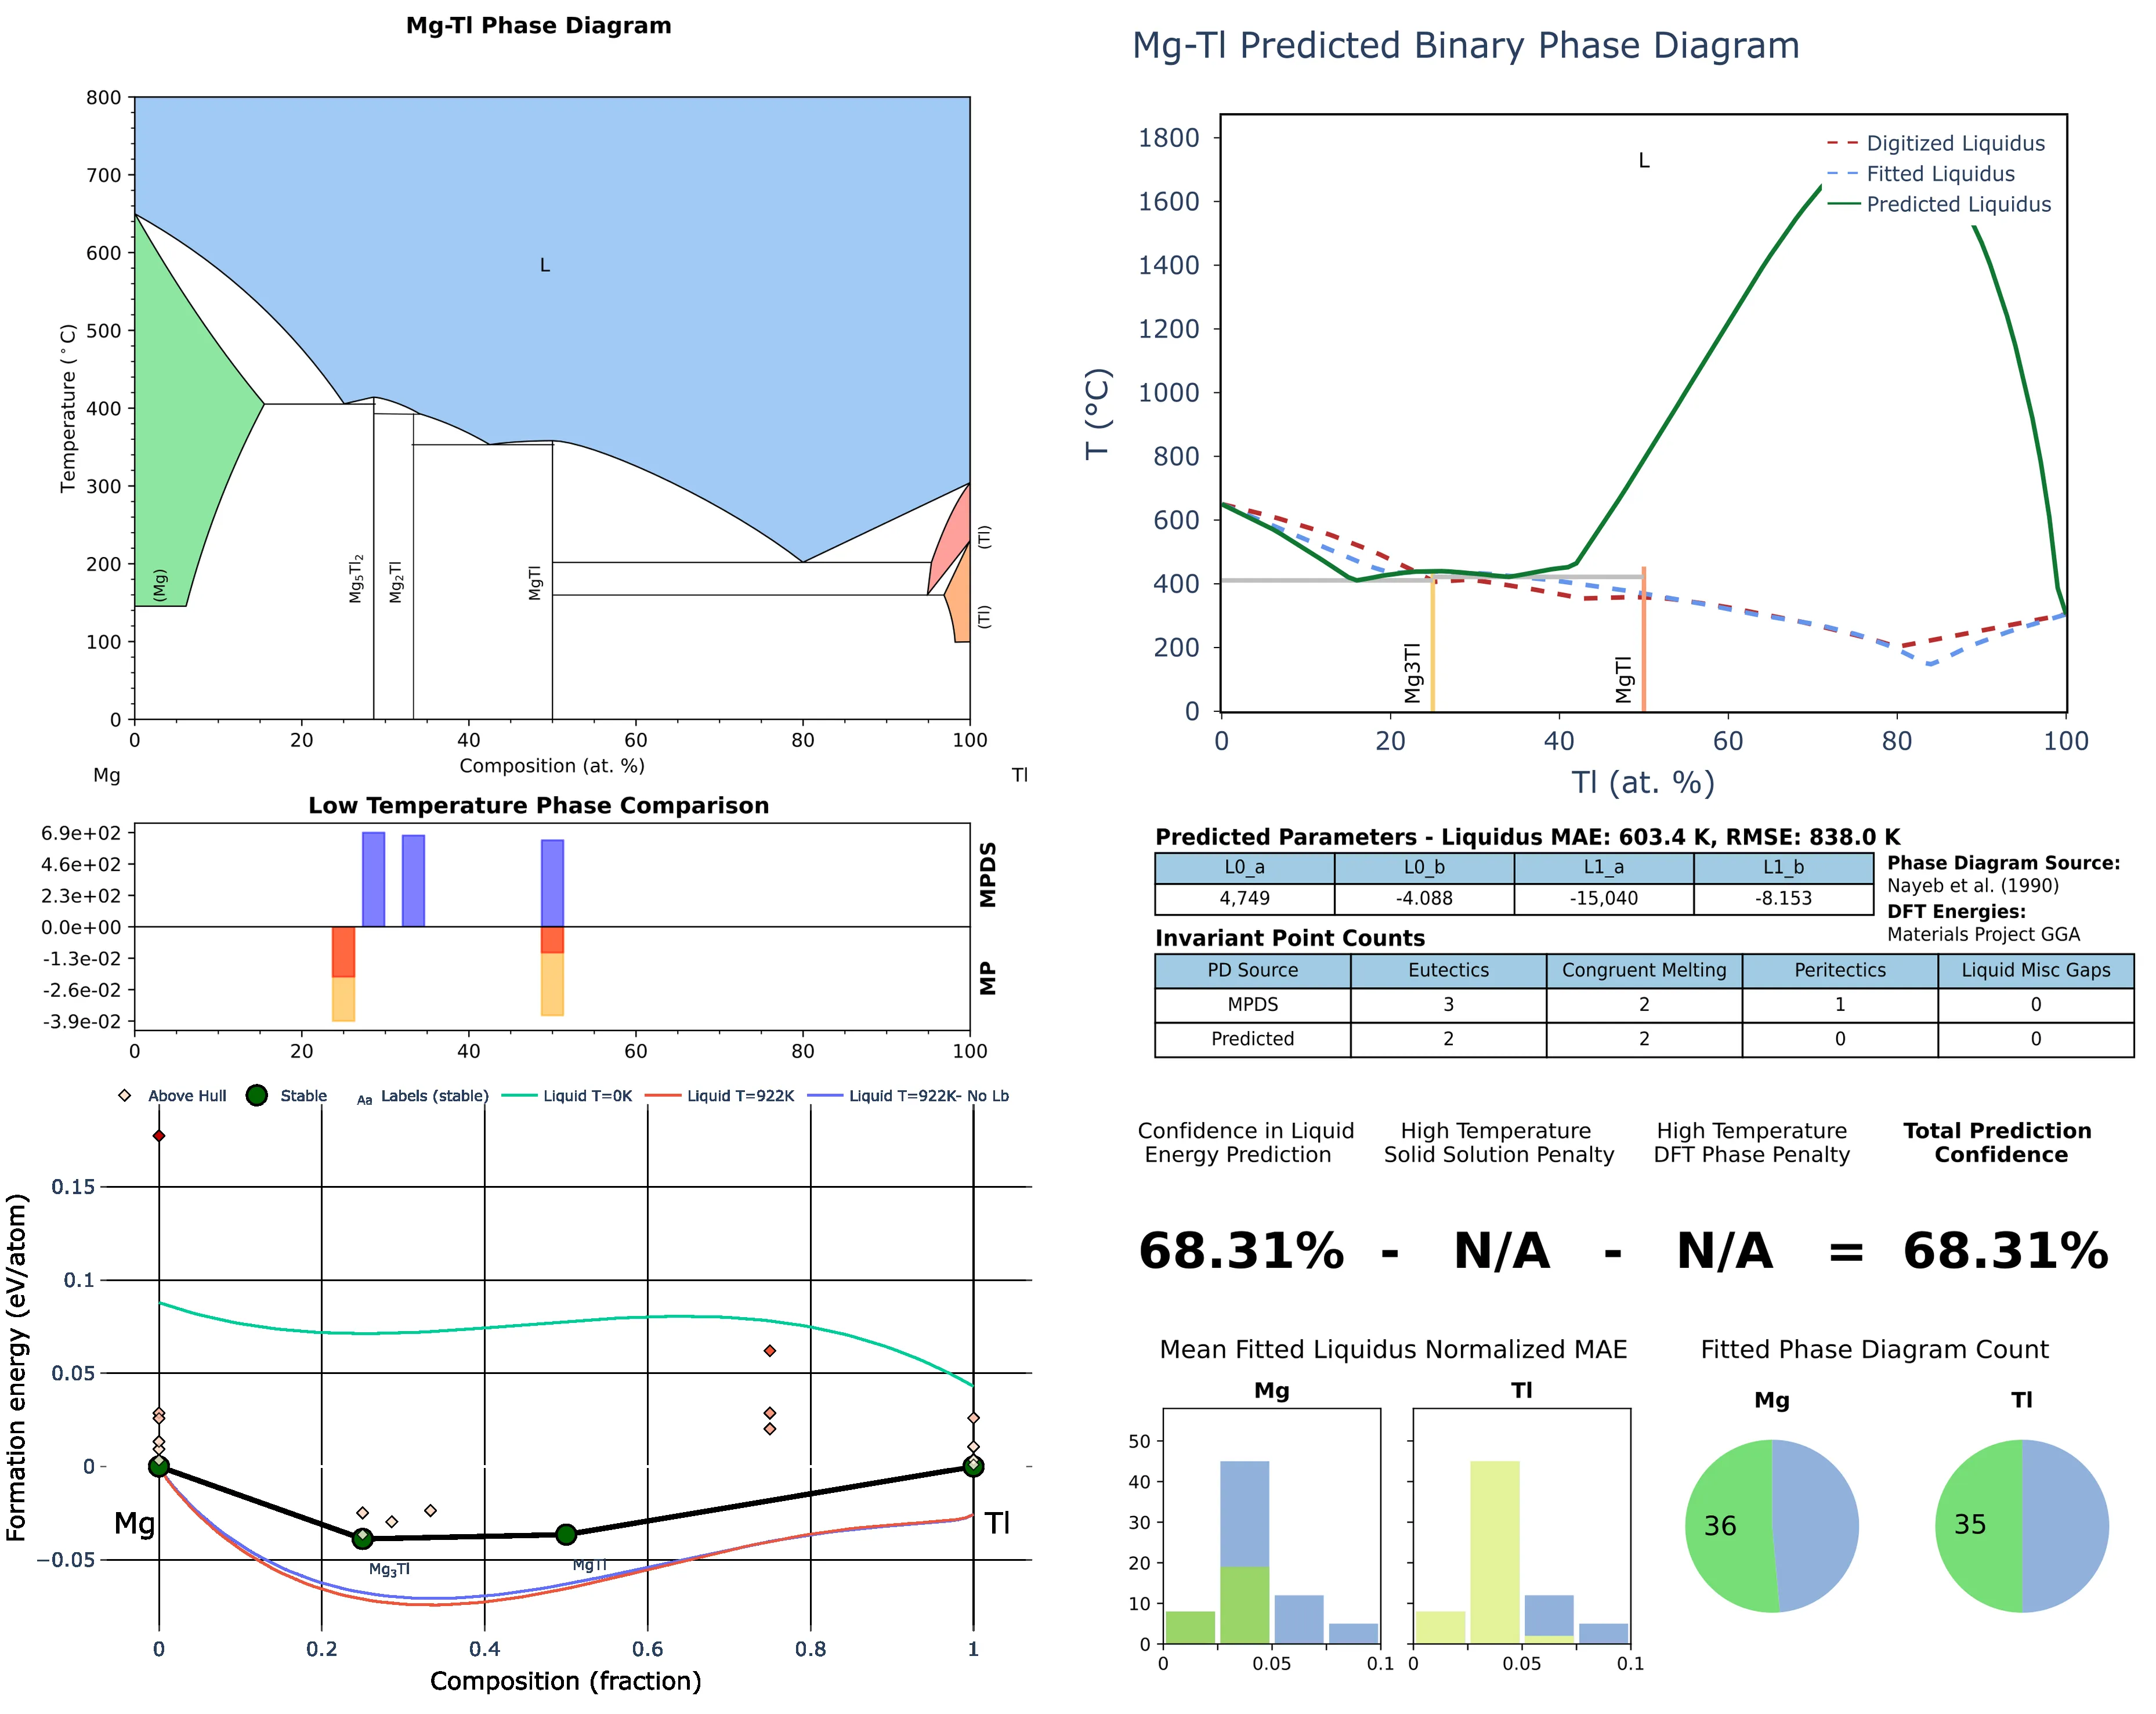 Mg-Tl Phase Diagram
800
700
600
500
400
300
200
100
0
Temperature (°C)
L
(Mg)
Mg5Tl2
Mg2Tl
MgTl
(Tl)
(Tl)
0 20 40 60 80 100
Composition (at. %)
Mg Tl
Low Temperature Phase Comparison
6.9e+02
4.6e+02
2.3e+02
0.0e+00
-1.3e-02
-2.6e-02
-3.9e-02
MPDS
MP
0 20 40 60 80 100
Above Hull Stable Aa Labels (stable) Liquid T=0K Liquid T=922K Liquid T=922K- No Lb
Formation energy (eV/atom)
0.15
0.1
0.05
0
−0.05
Mg Tl
Mg3Tl MgTl
0 0.2 0.4 0.6 0.8 1
Composition (fraction)
Mg-Tl Predicted Binary Phase Diagram
1800
1600
1400
1200
1000
800
600
400
200
0
T (°C)
L
Digitized Liquidus
Fitted Liquidus
Predicted Liquidus
Mg3Tl
MgTl
0 20 40 60 80 100
Tl (at. %)
Predicted Parameters - Liquidus MAE: 603.4 K, RMSE: 838.0 K
L0_a L0_b L1_a L1_b
4,749 -4.088 -15,040 -8.153
Phase Diagram Source:
Nayeb et al. (1990)
DFT Energies:
Materials Project GGA
Invariant Point Counts
PD Source Eutectics Congruent Melting Peritectics Liquid Misc Gaps
MPDS 3 2 1 0
Predicted 2 2 0 0
Confidence in Liquid
Energy Prediction
High Temperature
Solid Solution Penalty
High Temperature
DFT Phase Penalty
Total Prediction
Confidence
68.31% - N/A - N/A = 68.31%
Mean Fitted Liquidus Normalized MAE
Mg Tl
50
40
30
20
10
0
0 0.05 0.1
0 0.05 0.1
Fitted Phase Diagram Count
Mg Tl
36 35